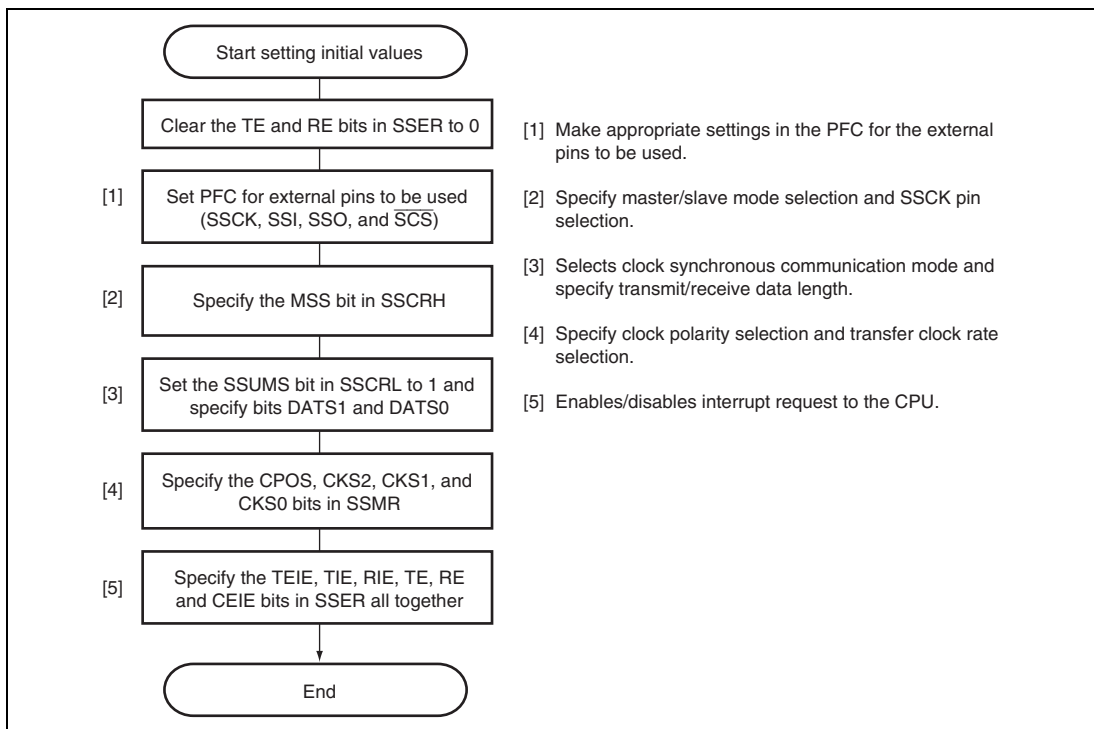 Start setting initial values
Clear the TE and RE bits in SSER to 0
[1]
Set PFC for external pins to be used
(SSCK, SSI, SSO, and S̅C̅S̅)
[2]
Specify the MSS bit in SSCRH
[3]
Set the SSUMS bit in SSCRL to 1 and
specify bits DATS1 and DATS0
[4]
Specify the CPOS, CKS2, CKS1, and
CKS0 bits in SSMR
[5]
Specify the TEIE, TIE, RIE, TE, RE
and CEIE bits in SSER all together
End
[1] Make appropriate settings in the PFC for the external
pins to be used.
[2] Specify master/slave mode selection and SSCK pin
selection.
[3] Selects clock synchronous communication mode and
specify transmit/receive data length.
[4] Specify clock polarity selection and transfer clock rate
selection.
[5] Enables/disables interrupt request to the CPU.